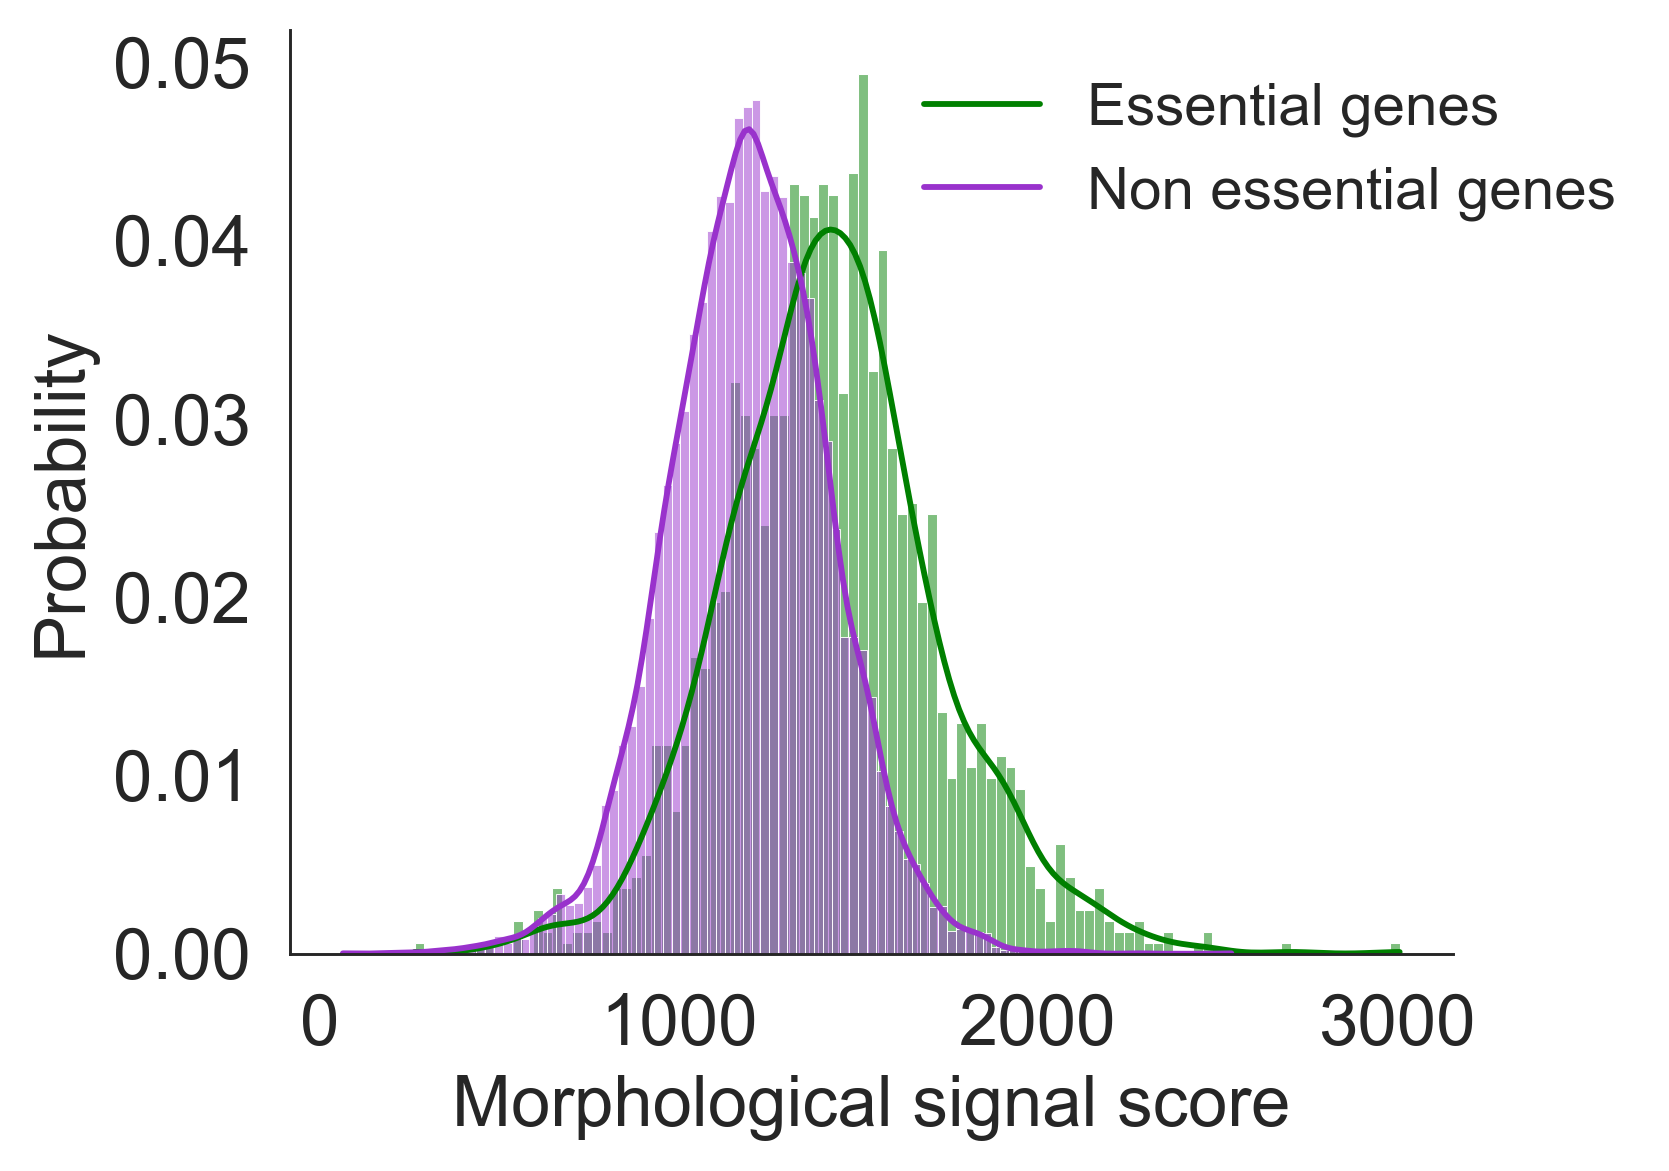 0.05
0.04
0.03
0.02
0.01
0.00
Probability
0 1000 2000 3000
Morphological signal score
Essential genes
Non essential genes